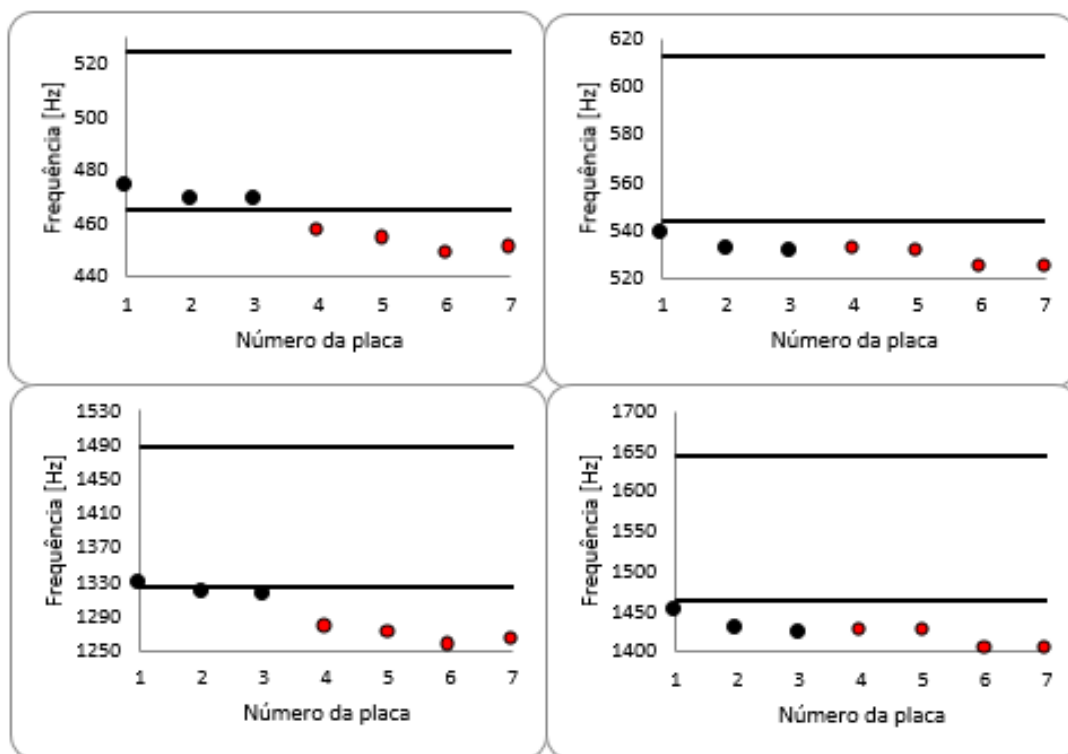 Frequência [Hz]
520
500
480
460
440
1 2 3 4 5 6 7
Número da placa
Frequência [Hz]
620
600
580
560
540
520
1 2 3 4 5 6 7
Número da placa
Frequência [Hz]
1530
1490
1450
1410
1370
1330
1290
1250
1 2 3 4 5 6 7
Número da placa
Frequência [Hz]
1700
1650
1600
1550
1500
1450
1400
1 2 3 4 5 6 7
Número da placa